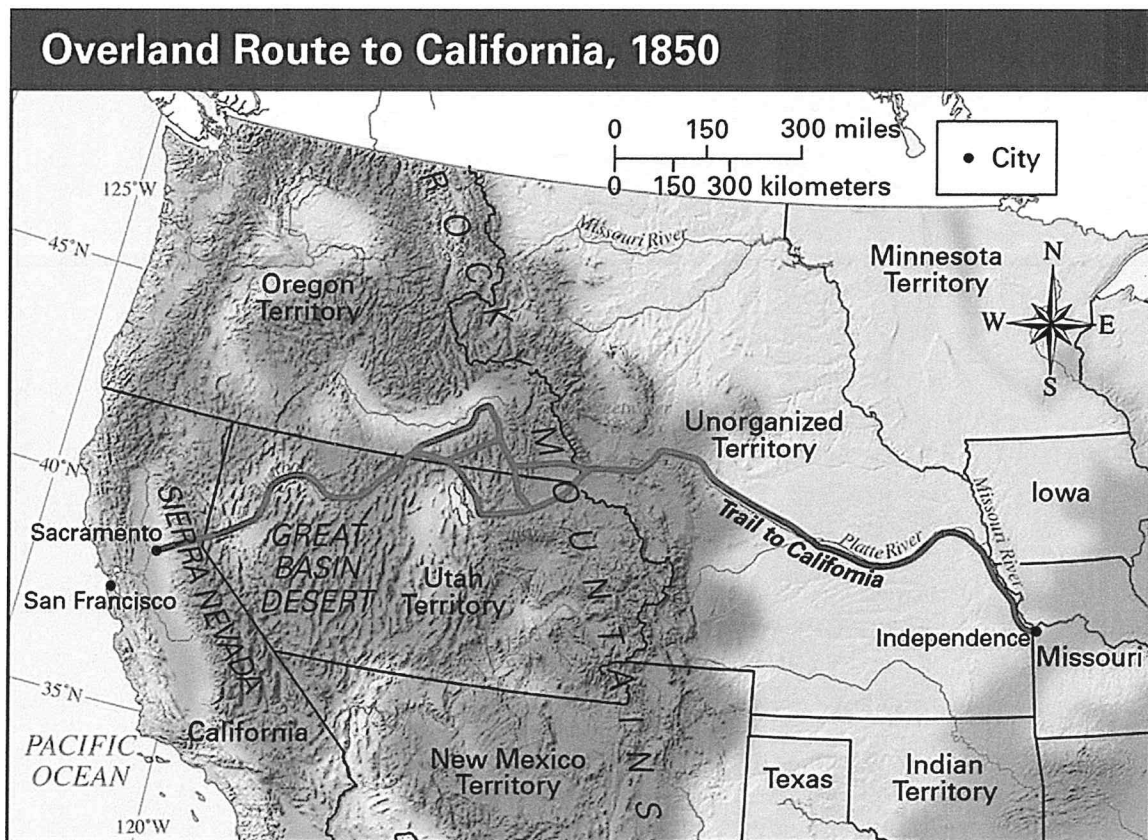 Overland Route to California, 1850
0 150 300 miles
0 150 300 kilometers
City
125°W
45°N
40°N
35°N
120°W
N
W E
S
ROCKY MOUNTAINS
Missouri River
Minnesota
Territory
Oregon
Territory
Unorganized
Territory
Iowa
Missouri River
Trail to California
Platte River
Sacramento
San Francisco
SIERRA NEVADA
GREAT
BASIN
DESERT
Utah
Territory
Independence
Missouri
California
PACIFIC
OCEAN
New Mexico
Territory
Texas
Indian
Territory